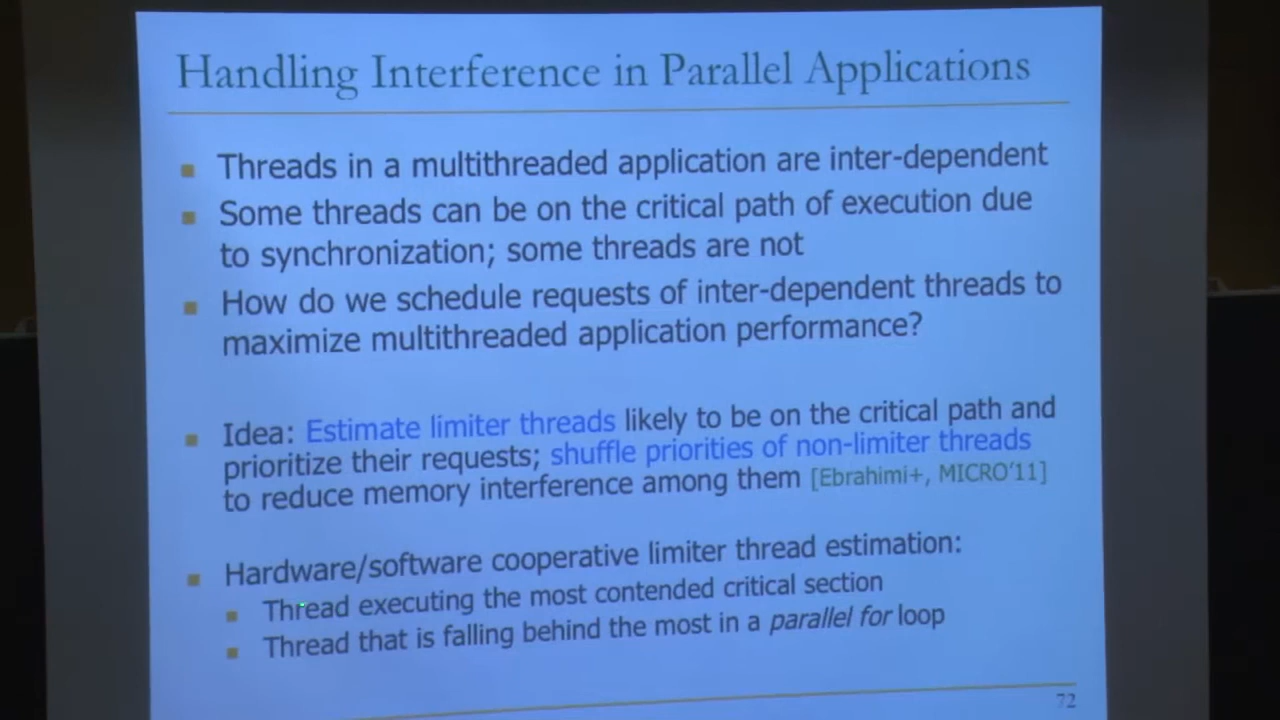 Handling Interference in Parallel Applications
Threads in a multithreaded application are inter-dependent
Some threads can be on the critical path of execution due
to synchronization; some threads are not
How do we schedule requests of inter-dependent threads to
maximize multithreaded application performance?
Idea: Estimate limiter threads likely to be on the critical path and
prioritize their requests; shuffle priorities of non-limiter threads
to reduce memory interference among them [Ebrahimi+, MICRO'11]
Hardware/software cooperative limiter thread estimation:
Thread executing the most contended critical section
Thread that is falling behind the most in a parallel for loop
72